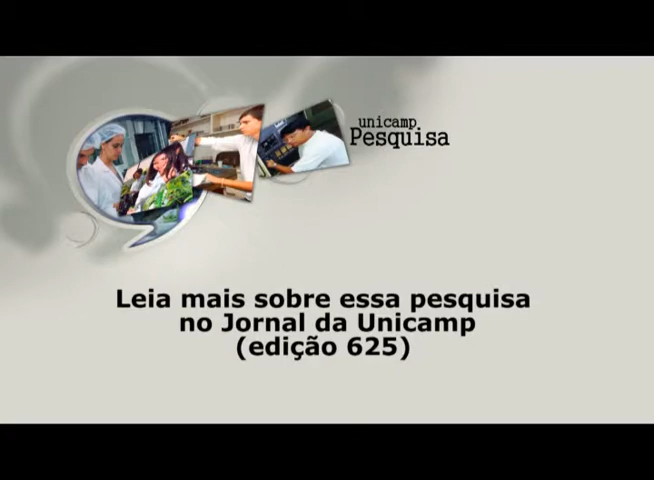 unicamp
Pesquisa
Leia mais sobre essa pesquisa
no Jornal da Unicamp
(edição 625)